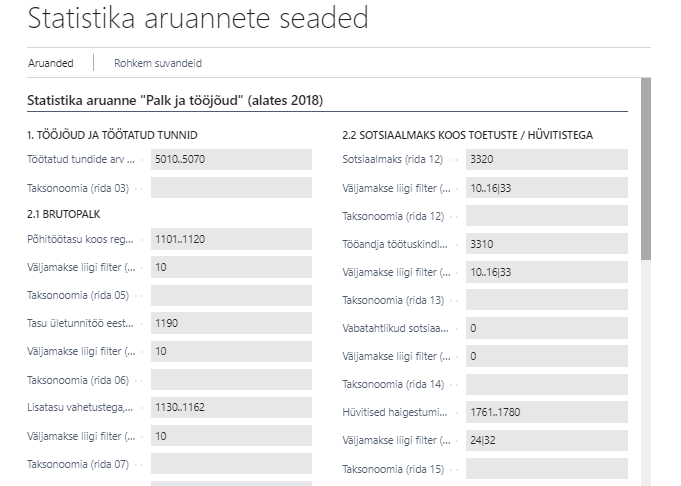 Statistika aruannete seaded
Aruanded | Rohkem suvandeid
Statistika aruanne "Palk ja tööjõud" (alates 2018)
1. TÖÖJÕUD JA TÖÖTATUD TUNNID
Töötatud tundide arv ... 5010..5070
Taksonoomia (rida 03)
2.1 BRUTOPALK
Põhitöötasu koos reg... 1101..1120
Väljamakse liigi filter (... 10
Taksonoomia (rida 05)
Tasu ületunnitöö eest... 1190
Väljamakse liigi filter (... 10
Taksonoomia (rida 06)
Lisatasu vahetustega,... 1130..1162
Väljamakse liigi filter (... 10
Taksonoomia (rida 07)
2.2 SOTSIAALMAKS KOOS TOETUSTE / HÜVITISTEGA
Sotsiaalmaks (rida 12) 3320
Väljamakse liigi filter (... 10..16|33
Taksonoomia (rida 12)
Tööandja töötuskindl... 3310
Väljamakse liigi filter (... 10..16|33
Taksonoomia (rida 13)
Vabatahtlikud sotsiaa... 0
Väljamakse liigi filter (... 0
Taksonoomia (rida 14)
Hüvitised haigestumi... 1761..1780
Väljamakse liigi filter (... 24|32
Taksonoomia (rida 15)